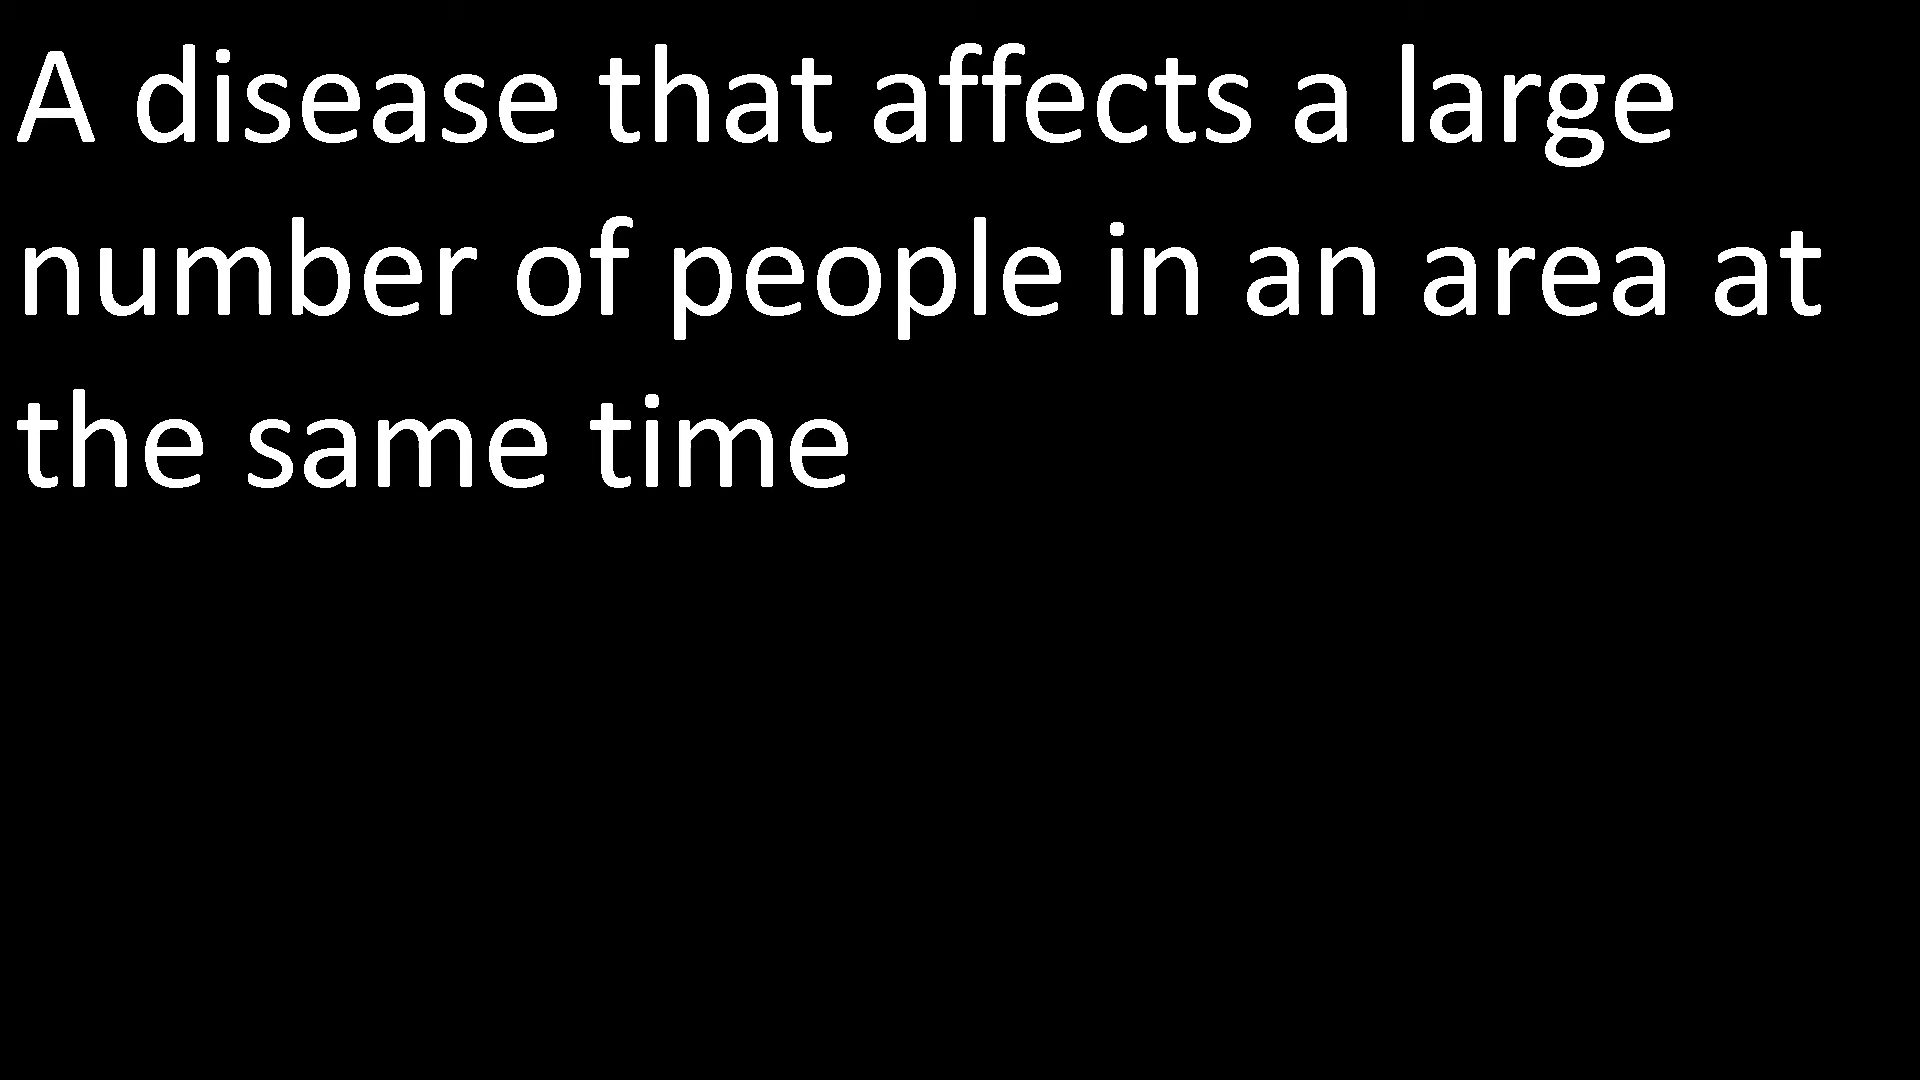 A disease that affects a large
number of people in an area at
the same time